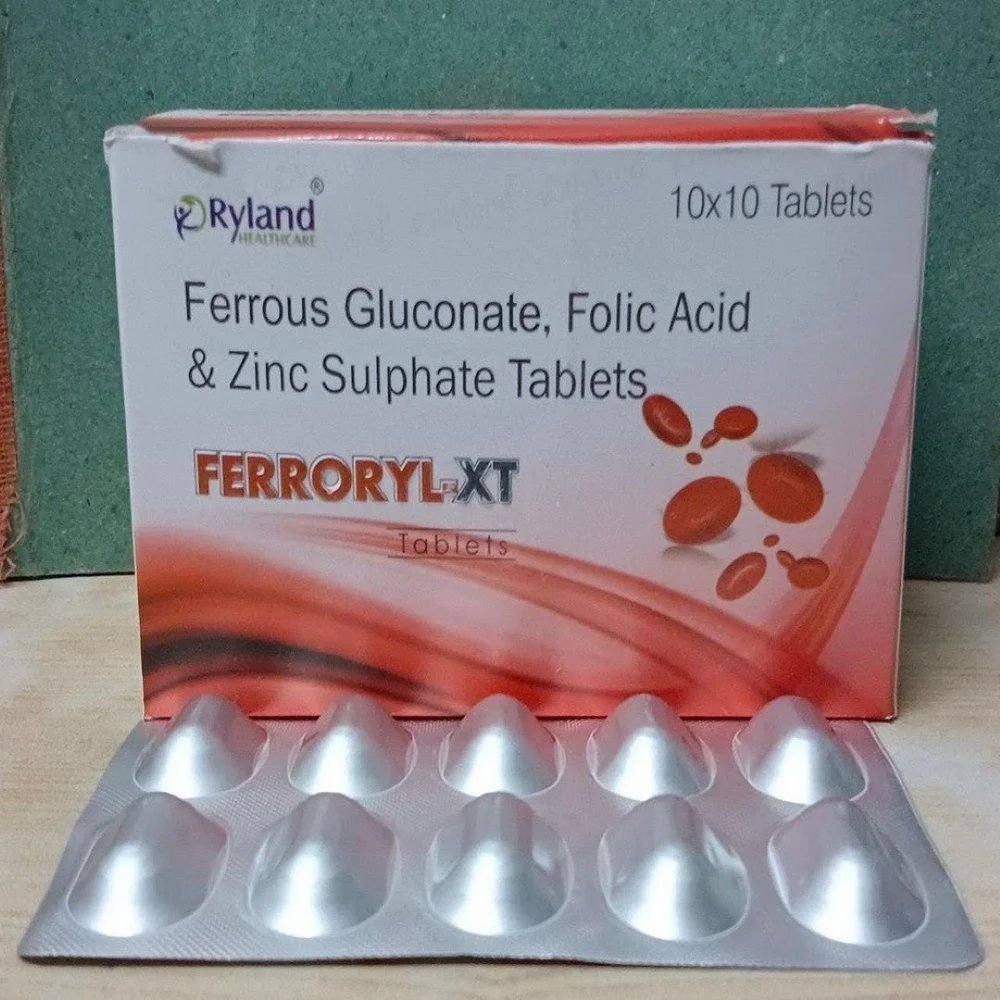 Ryland®
HEALTHCARE
10x10 Tablets
Ferrous Gluconate, Folic Acid
& Zinc Sulphate Tablets
FERRORYL-XT
Tablets